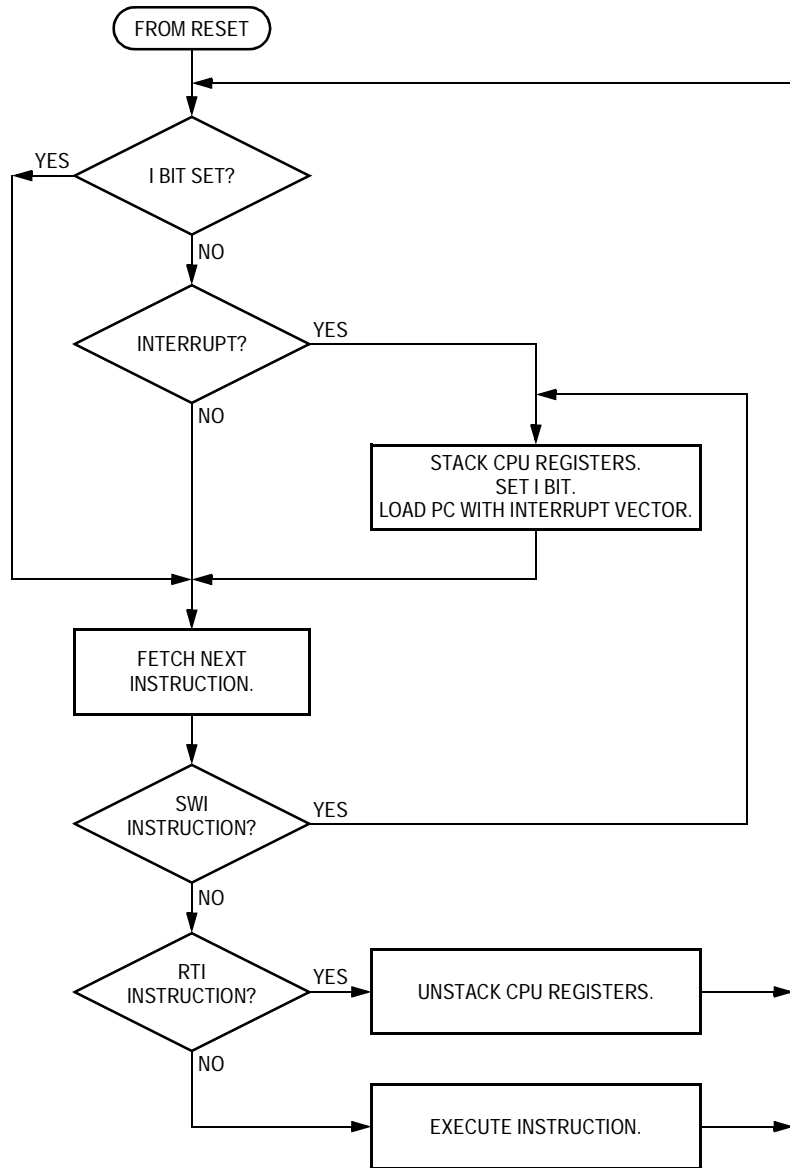 FROM RESET
YES
I BIT SET?
NO
INTERRUPT?
YES
NO
STACK CPU REGISTERS.
SET I BIT.
LOAD PC WITH INTERRUPT VECTOR.
FETCH NEXT
INSTRUCTION.
SWI
INSTRUCTION?
YES
NO
RTI
INSTRUCTION?
YES
UNSTACK CPU REGISTERS.
NO
EXECUTE INSTRUCTION.